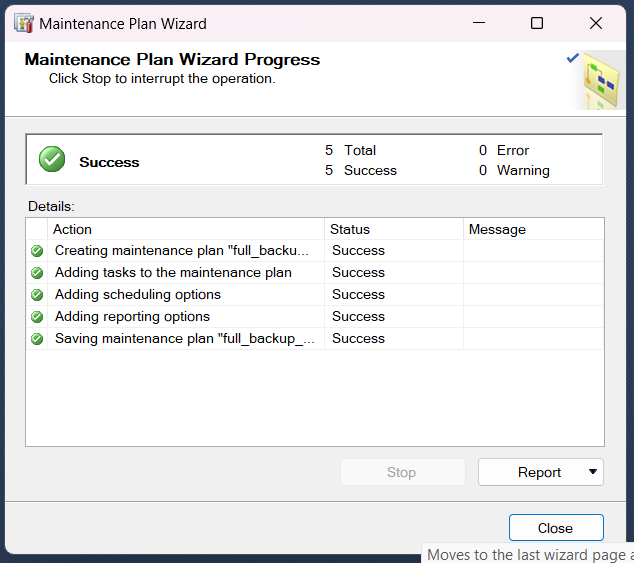 Maintenance Plan Wizard
Maintenance Plan Wizard Progress
Click Stop to interrupt the operation.
Success
5 Total
0 Error
5 Success
0 Warning
Details:
Action Status Message
Creating maintenance plan "full_backu... Success
Adding tasks to the maintenance plan Success
Adding scheduling options Success
Adding reporting options Success
Saving maintenance plan "full_backup_... Success
Stop
Report
Close
Moves to the last wizard page a